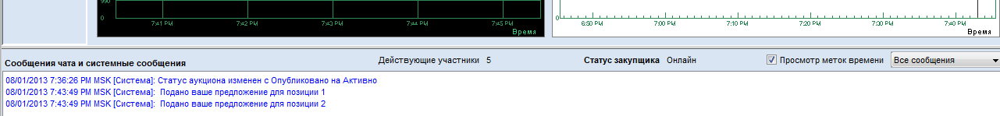 990
0
7:41 PM 7:42 PM 7:43 PM 7:44 PM 7:45 PM
Время
0
6:50 PM 7:00 PM 7:10 PM 7:20 PM 7:30 PM 7:40 PM
Время
Сообщения чата и системные сообщения Действующие участники 5 Статус закупщика Онлайн Просмотр меток времени Все сообщения
08/01/2013 7:36:26 PM MSK [Система]: Статус аукциона изменен с Опубликовано на Активно
08/01/2013 7:43:49 PM MSK [Система]: Подано ваше предложение для позиции 1
08/01/2013 7:43:49 PM MSK [Система]: Подано ваше предложение для позиции 2